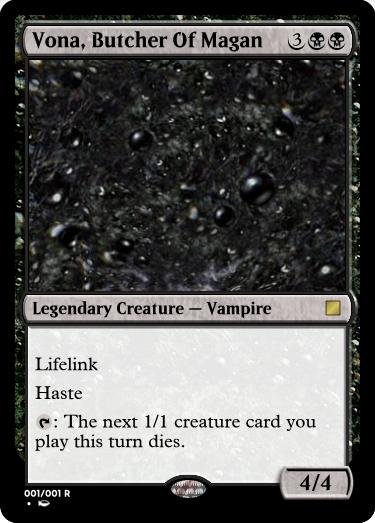 Vona, Butcher Of Magan 3
Legendary Creature — Vampire
Lifelink
Haste
: The next 1/1 creature card you
play this turn dies.
4/4
001/001 R